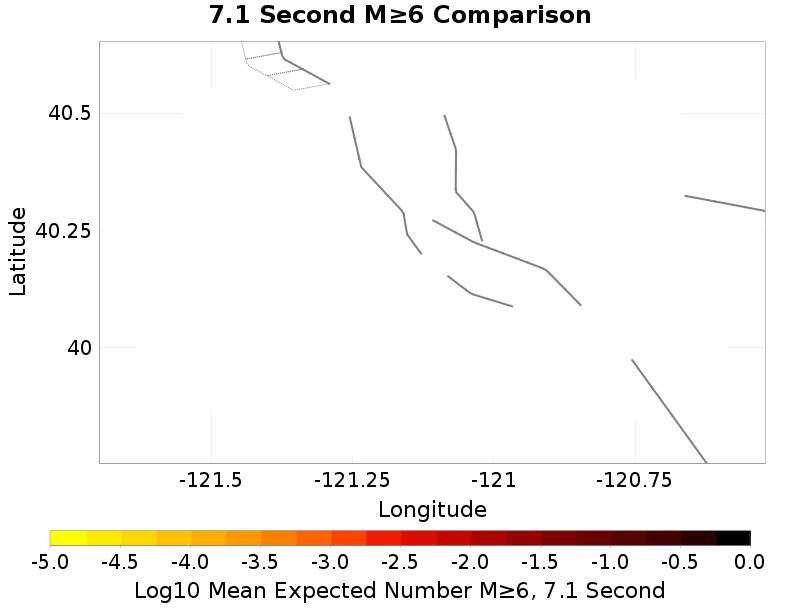 7.1 Second M≥6 Comparison
40.5
40.25
40
Latitude
-121.5 -121.25 -121 -120.75
Longitude
-5.0 -4.5 -4.0 -3.5 -3.0 -2.5 -2.0 -1.5 -1.0 -0.5 0.0
Log10 Mean Expected Number M≥6, 7.1 Second